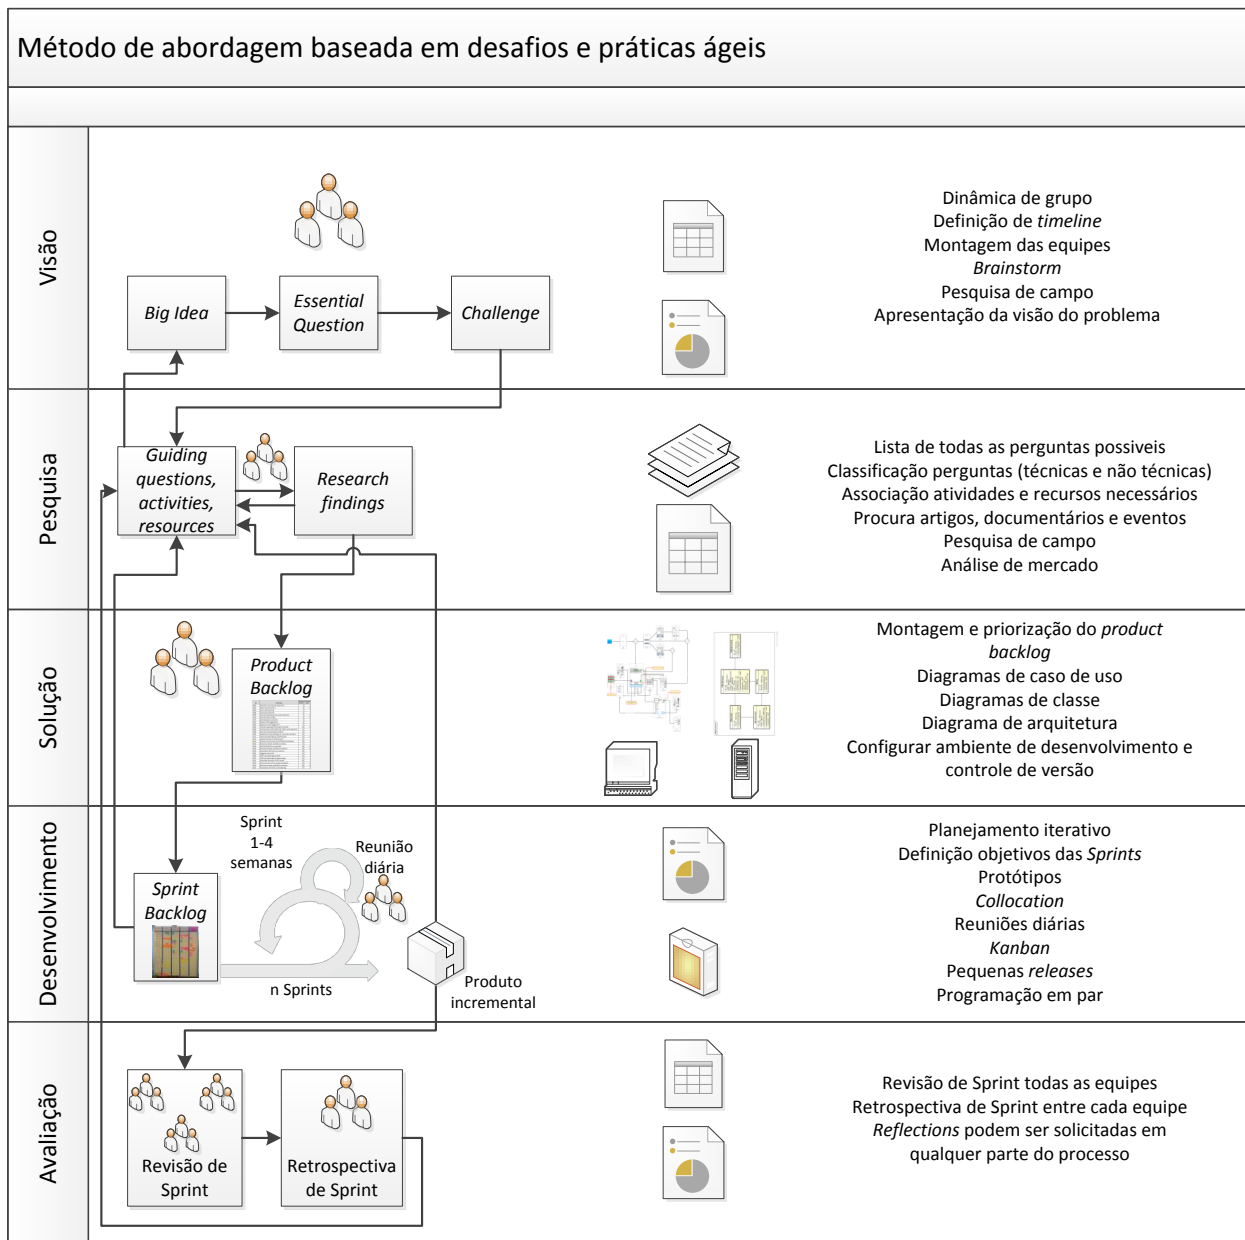 Método de abordagem baseada em desafios e práticas ágeis
Visão
Big Idea
Essential
Question
Challenge
Dinâmica de grupo
Definição de timeline
Montagem das equipes
Brainstorm
Pesquisa de campo
Apresentação da visão do problema
Pesquisa
Guiding
questions,
activities,
resources
Research
findings
Lista de todas as perguntas possiveis
Classificação perguntas (técnicas e não técnicas)
Associação atividades e recursos necessários
Procura artigos, documentários e eventos
Pesquisa de campo
Análise de mercado
Solução
Product
Backlog
Montagem e priorização do product
backlog
Diagramas de caso de uso
Diagramas de classe
Diagrama de arquitetura
Configurar ambiente de desenvolvimento e
controle de versão
Desenvolvimento
Sprint
Backlog
Sprint
1-4
semanas
Reunião
diária
n Sprints
Produto
incremental
Planejamento iterativo
Definição objetivos das Sprints
Protótipos
Collocation
Reuniões diárias
Kanban
Pequenas releases
Programação em par
Avaliação
Revisão de
Sprint
Retrospectiva
de Sprint
Revisão de Sprint todas as equipes
Retrospectiva de Sprint entre cada equipe
Reflections podem ser solicitadas em
qualquer parte do processo